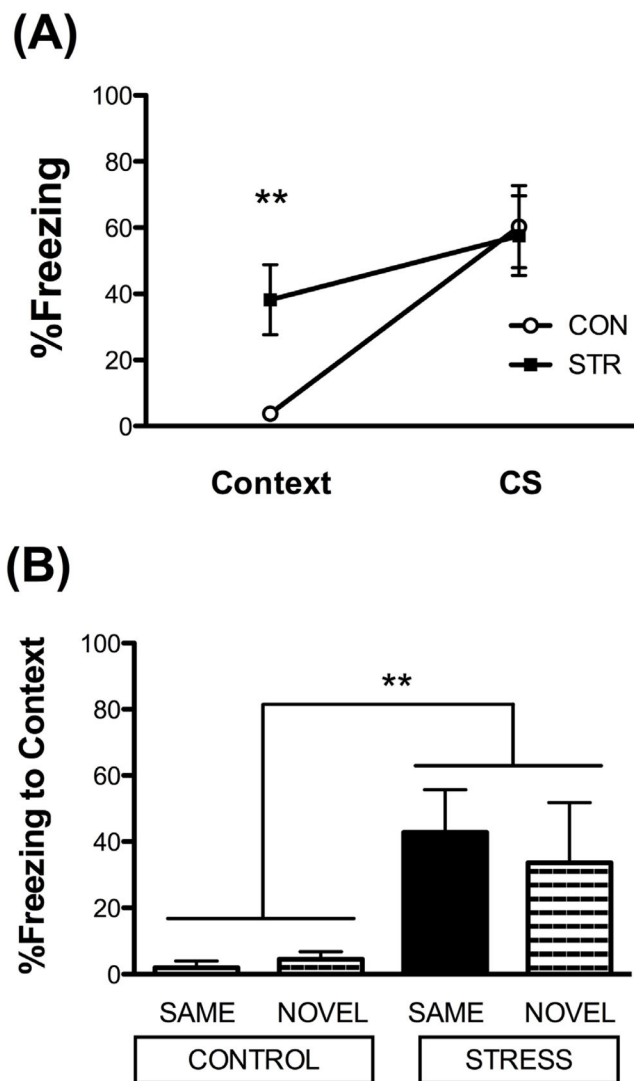 (A)
100
80
60
40
20
0
%Freezing
**
CON
STR
Context CS
(B)
100
80
60
40
20
0
%Freezing to Context
**
SAME NOVEL SAME NOVEL
CONTROL STRESS